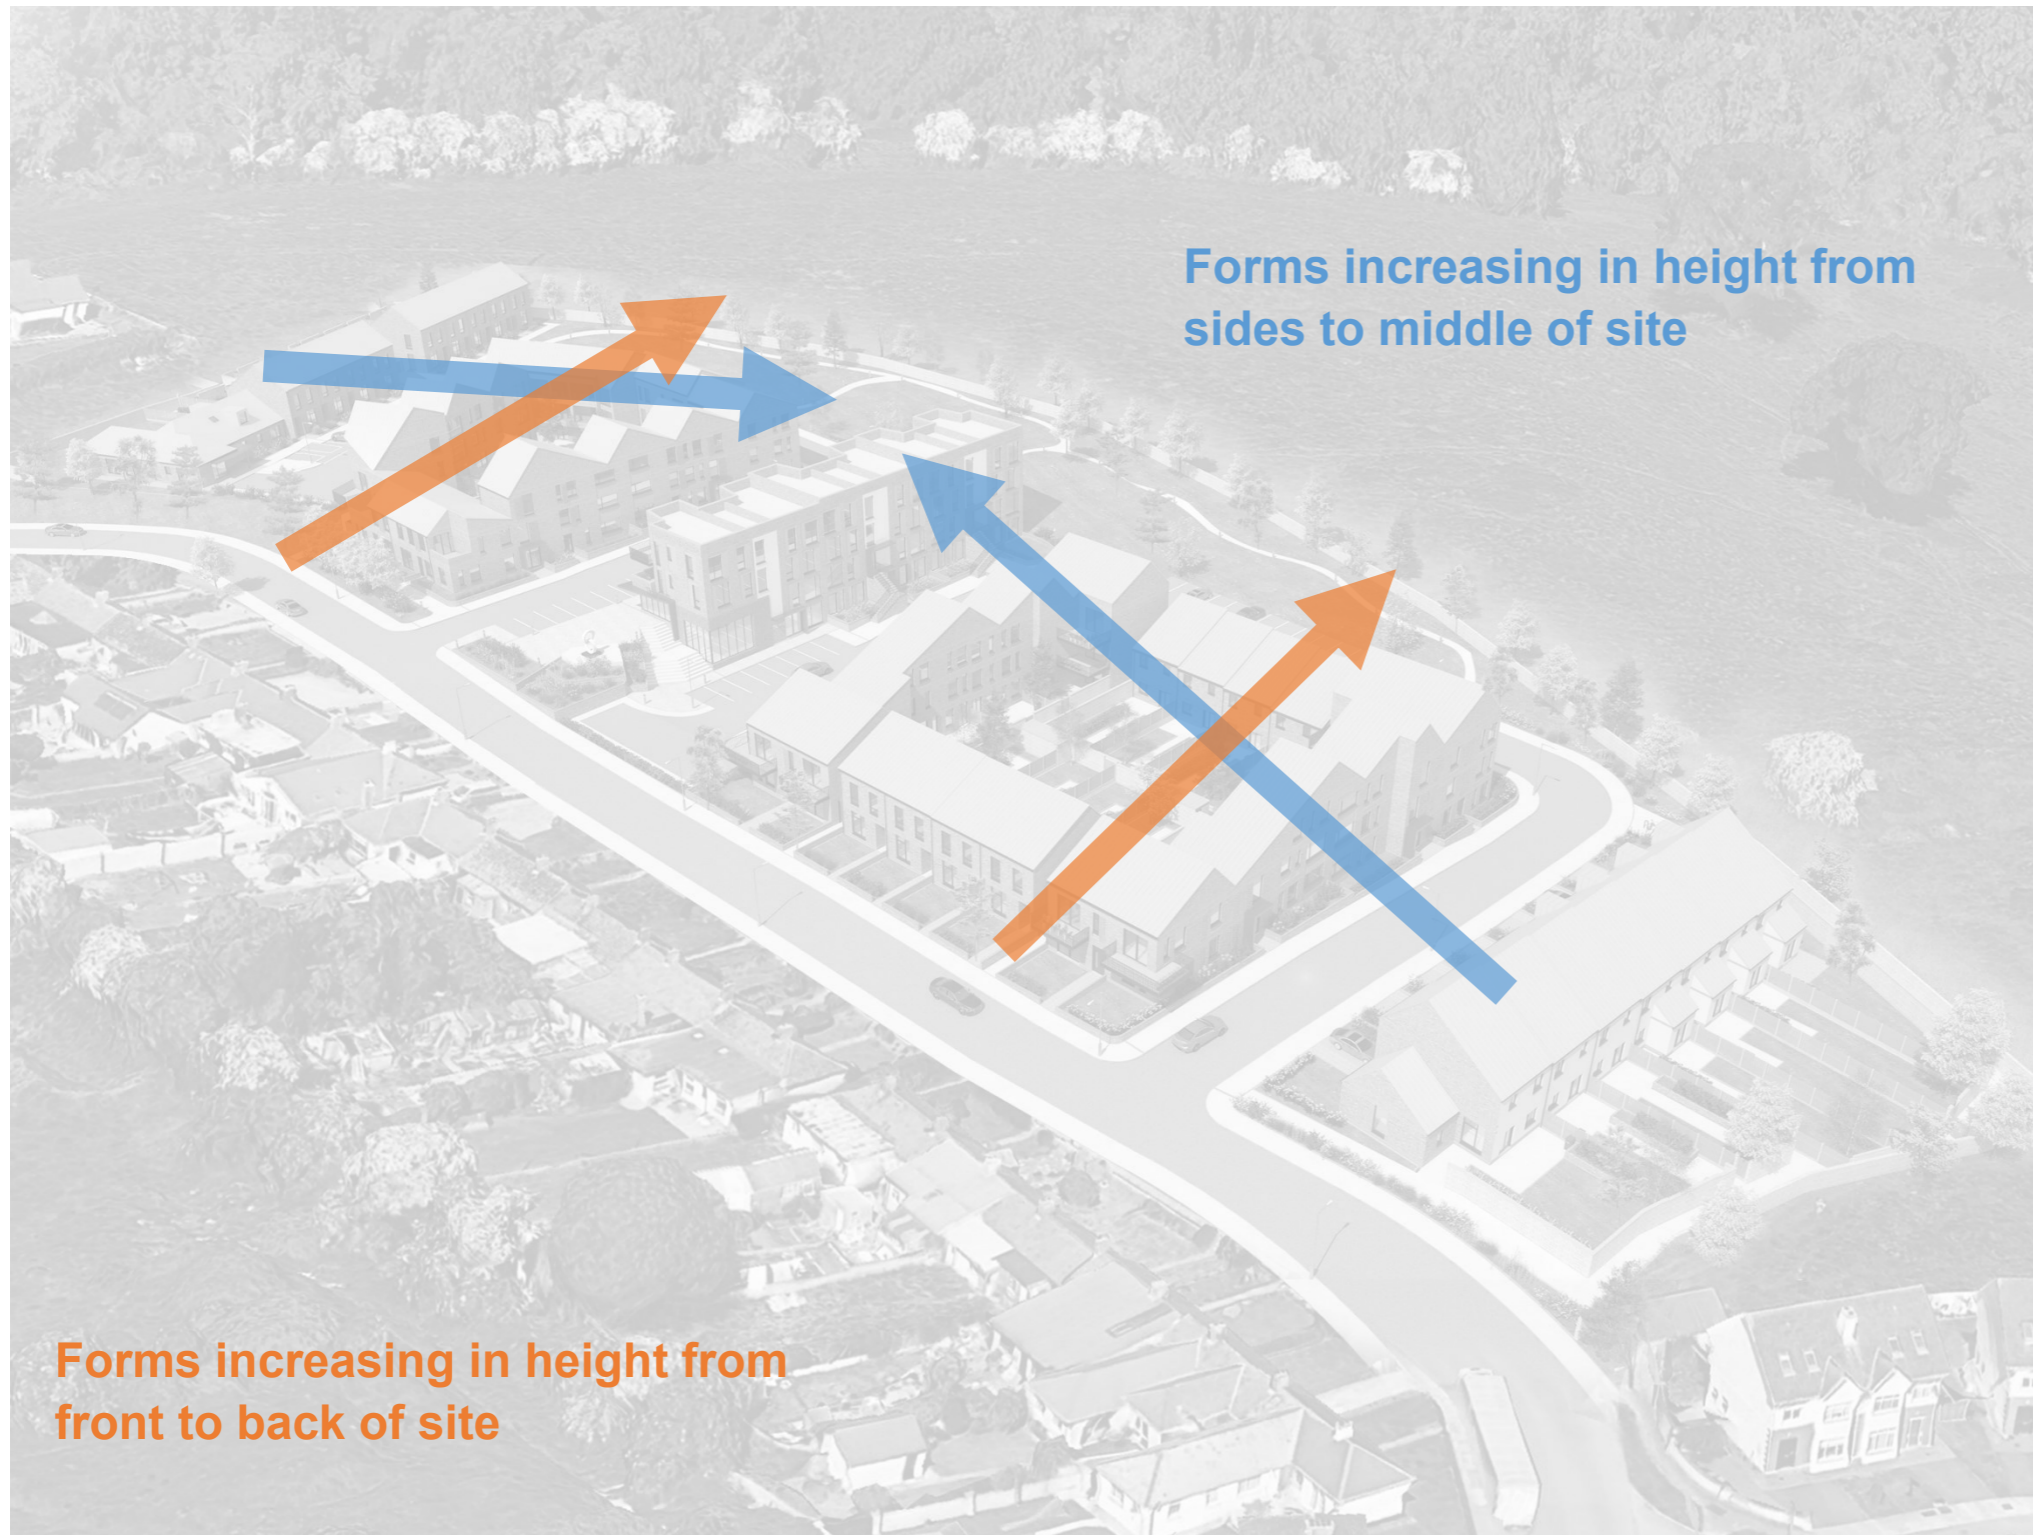 Forms increasing in height from
sides to middle of site
Forms increasing in height from
front to back of site